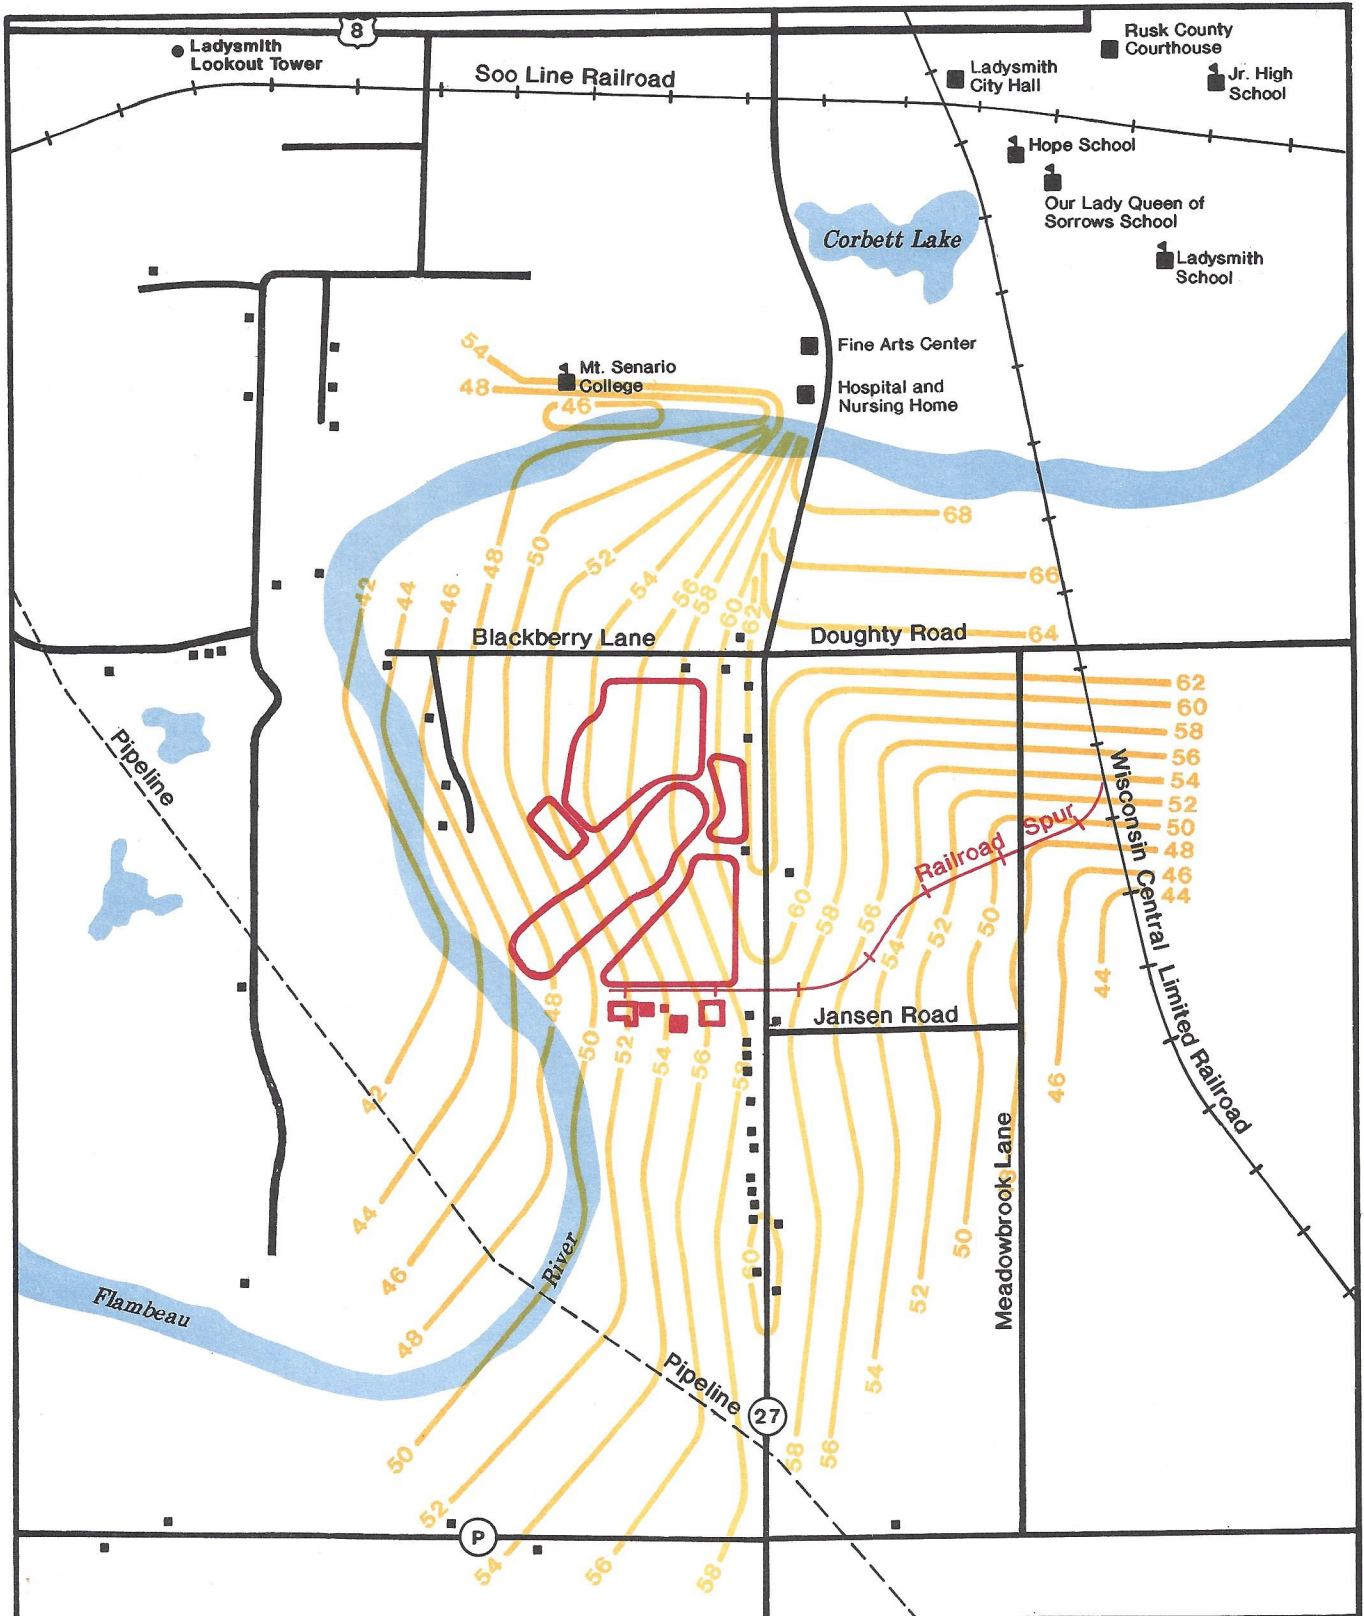 8
Ladysmith
Lookout Tower
Soo Line Railroad
Rusk County
Courthouse
Ladysmith
City Hall
Jr. High
School
Hope School
Our Lady Queen of
Sorrows School
Corbett Lake
Ladysmith
School
Fine Arts Center
54
Mt. Senario
College
48
46
Hospital and
Nursing Home
68
48
50
52
54
56
58
60
62
66
42
44
46
64
Blackberry Lane
Doughty Road
62
60
58
56
54
52
50
48
46
44
Pipeline
Wisconsin Central Limited Railroad
Railroad Spur
60
58
56
54
52
50
44
48
50
52
54
56
58
Jansen Road
46
42
44
46
48
Meadowbrook Lane
48
50
52
54
60
River
Flambeau
Pipeline
27
58
56
50
52
P
54
56
58